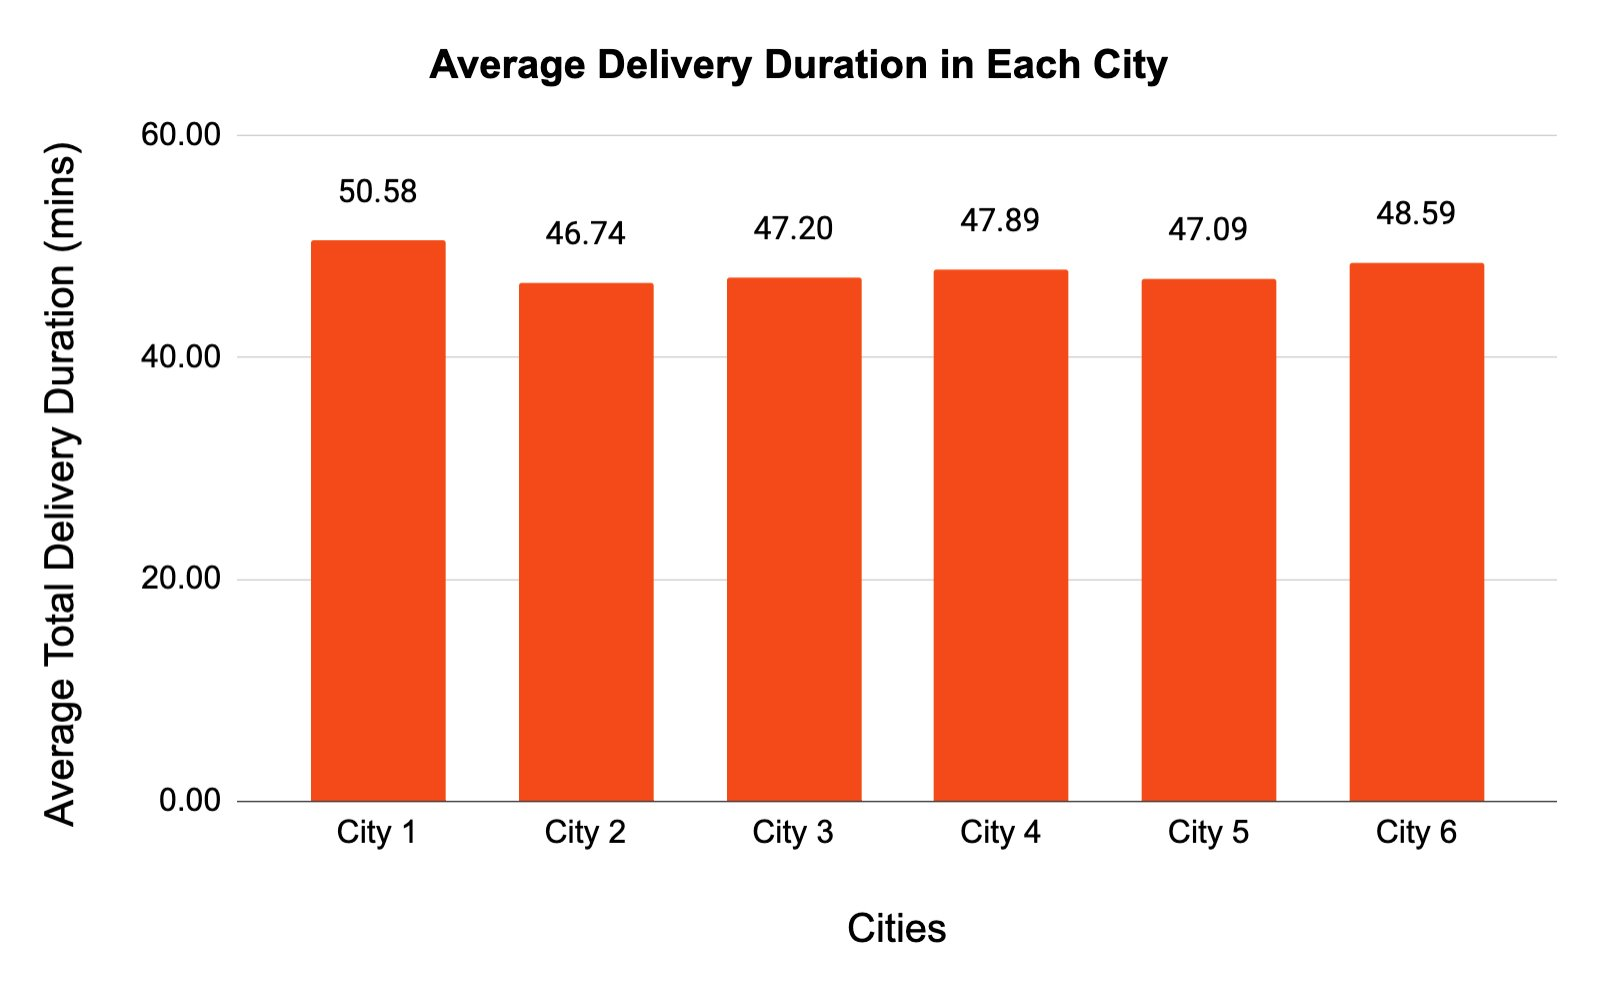 Average Delivery Duration in Each City
Average Total Delivery Duration (mins)
60.00
40.00
20.00
0.00
50.58
46.74
47.20
47.89
47.09
48.59
City 1
City 2
City 3
City 4
City 5
City 6
Cities